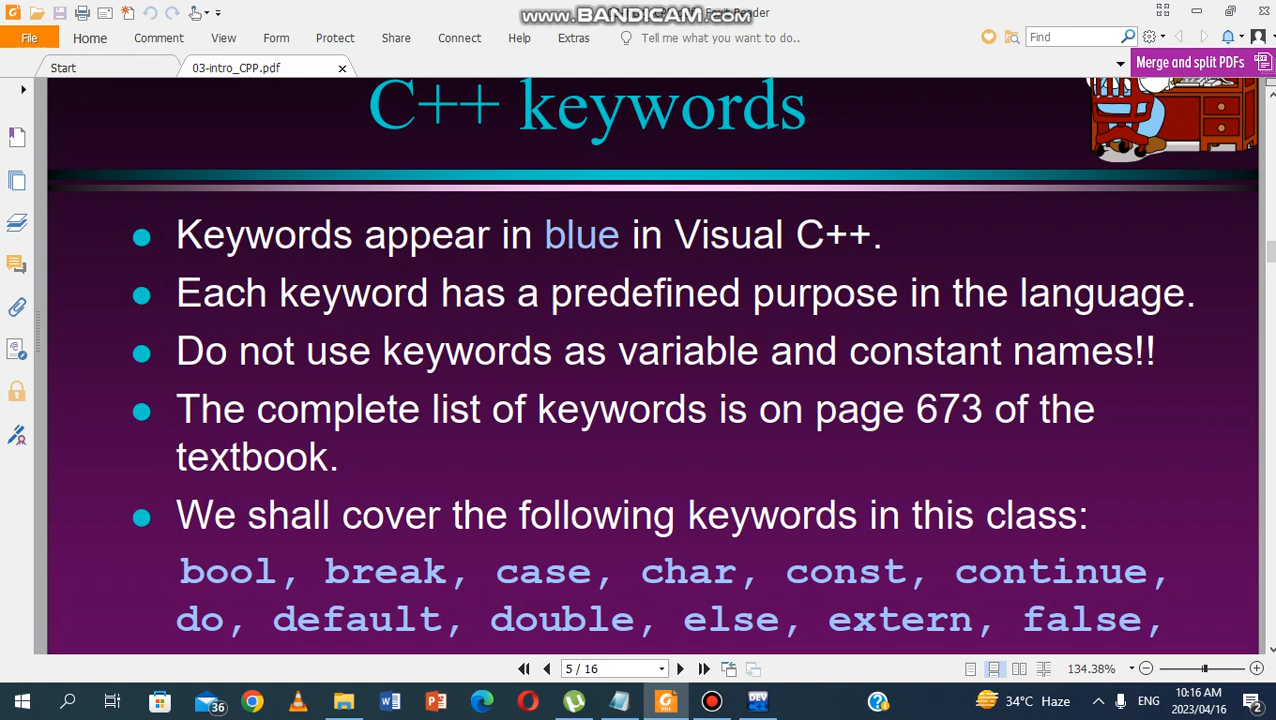 www.BANDICAM.com
Reader
File
Home
Comment
View
Form
Protect
Share
Connect
Help
Extras
Tell me what you want to do..
Find
Start
03-intro_CPP.pdf
Merge and split PDFs
C++ keywords
Keywords appear in blue in Visual C++.
Each keyword has a predefined purpose in the language.
Do not use keywords as variable and constant names!!
The complete list of keywords is on page 673 of the
textbook.
We shall cover the following keywords in this class:
bool, break, case, char, const, continue,
do, default, double, else, extern, false,
5 / 16
134.38%
36
34°C Haze
ENG
10:16 AM
2023/04/16
2